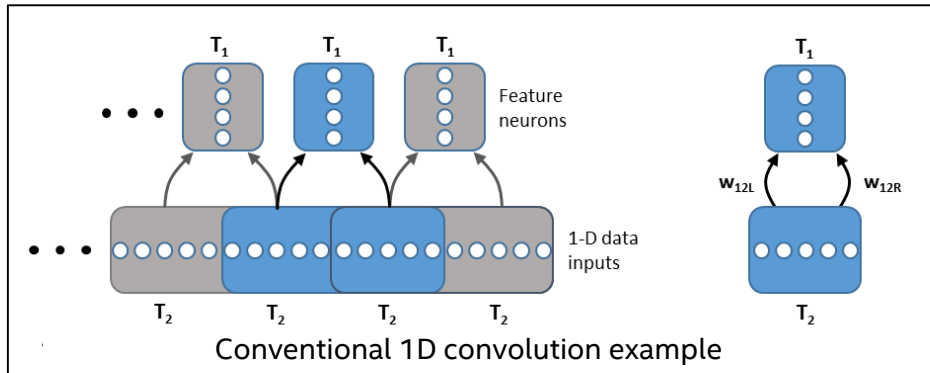 T1 T1 T1 T1
Feature
neurons
w12L w12R
1-D data
inputs
T2 T2 T2 T2 T2
Conventional 1D convolution example